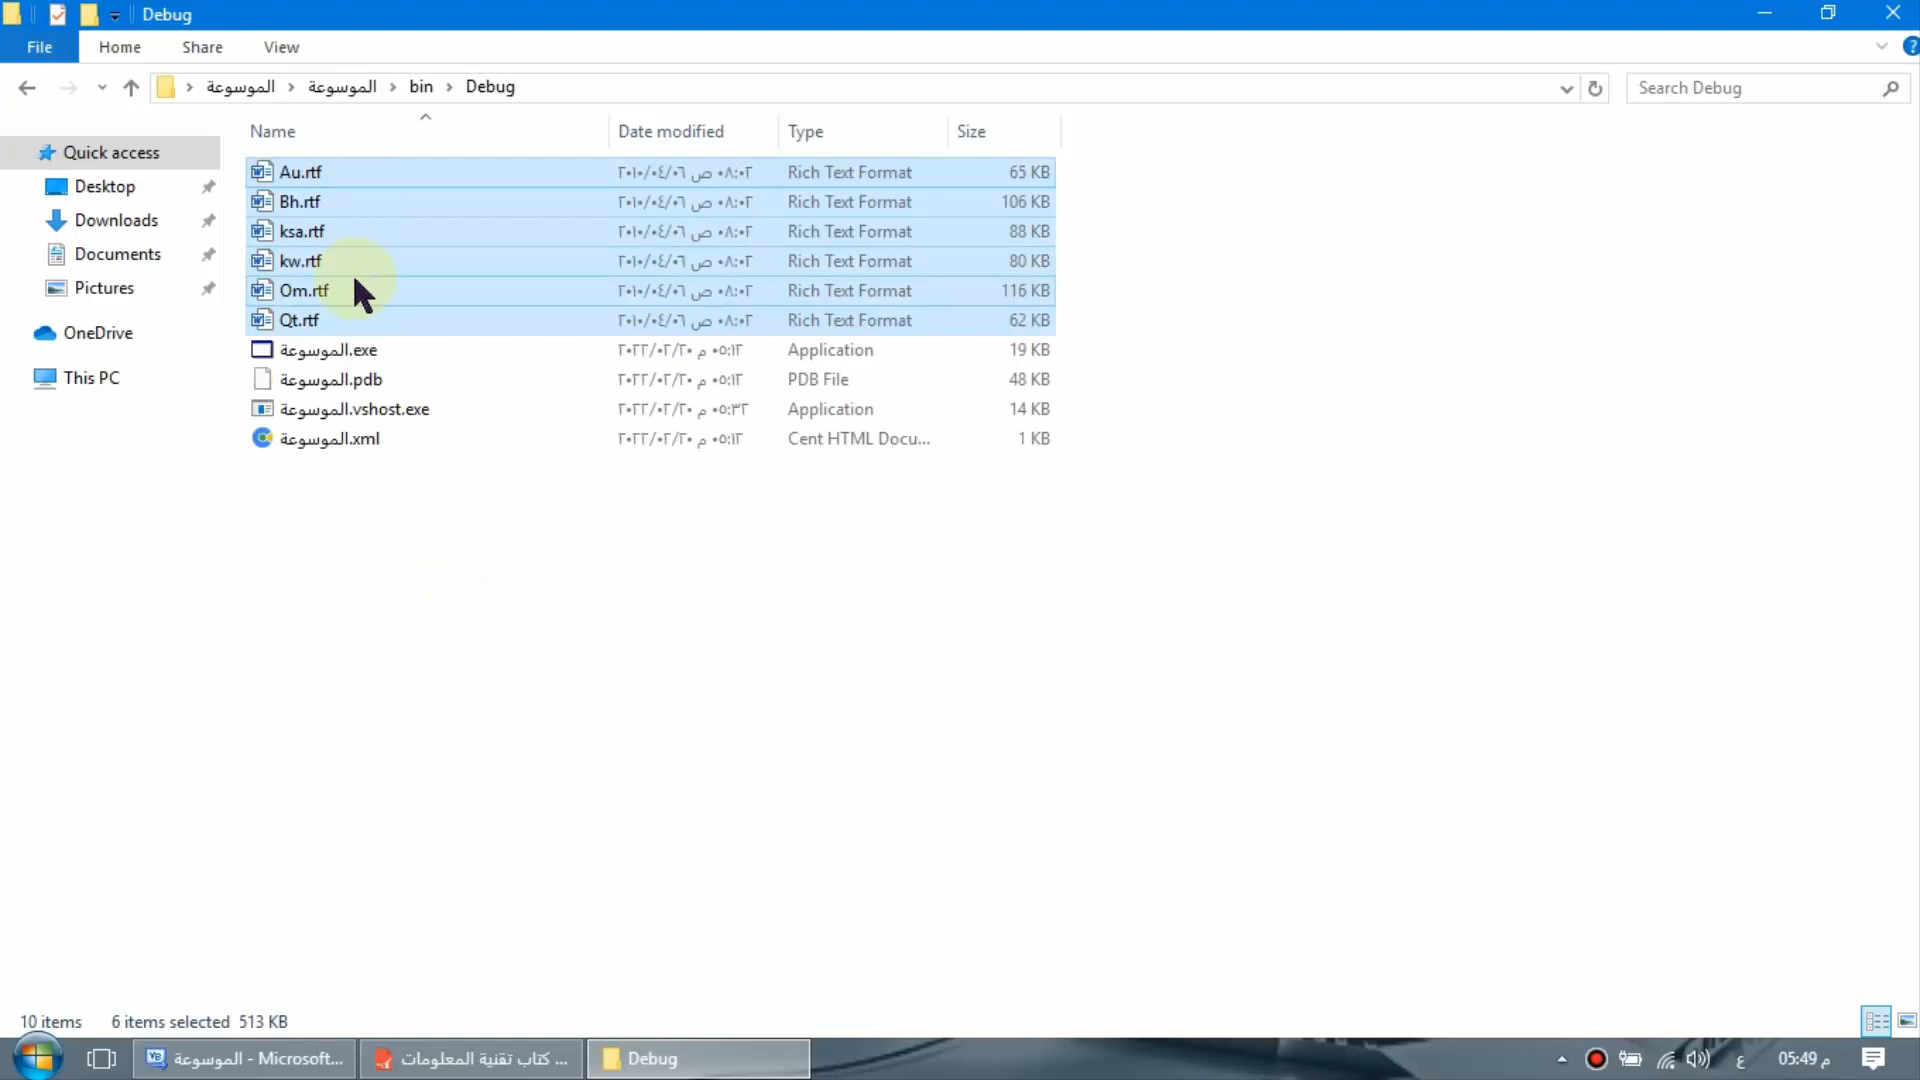 Debug
File Home Share View
الموسوعة الموسوعة bin Debug
Search Debug
Name Date modified Type Size
Quick access
Desktop
Downloads
Documents
Pictures
OneDrive
This PC
Au.rtf ٢٠١٠/٠٤/٠٦ ص ٠٨:٠٢ Rich Text Format 65 KB
Bh.rtf ٢٠١٠/٠٤/٠٦ ص ٠٨:٠٢ Rich Text Format 106 KB
ksa.rtf ٢٠١٠/٠٤/٠٦ ص ٠٨:٠٢ Rich Text Format 88 KB
kw.rtf ٢٠١٠/٠٤/٠٦ ص ٠٨:٠٢ Rich Text Format 80 KB
Om.rtf ٢٠١٠/٠٤/٠٦ ص ٠٨:٠٢ Rich Text Format 116 KB
Qt.rtf ٢٠١٠/٠٤/٠٦ ص ٠٨:٠٢ Rich Text Format 62 KB
الموسوعة.exe ٢٠٢٢/٠٢/٢٠ م ٠٥:١٢ Application 19 KB
الموسوعة.pdb ٢٠٢٢/٠٢/٢٠ م ٠٥:١٢ PDB File 48 KB
الموسوعة.vshost.exe ٢٠٢٢/٠٢/٢٠ م ٠٥:٣٢ Application 14 KB
الموسوعة.xml ٢٠٢٢/٠٢/٢٠ م ٠٥:١٢ Cent HTML Docu... 1 KB
10 items 6 items selected 513 KB
الموسوعة - Microsoft...
كتاب تقنية المعلومات ...
Debug
ع
05:49 م